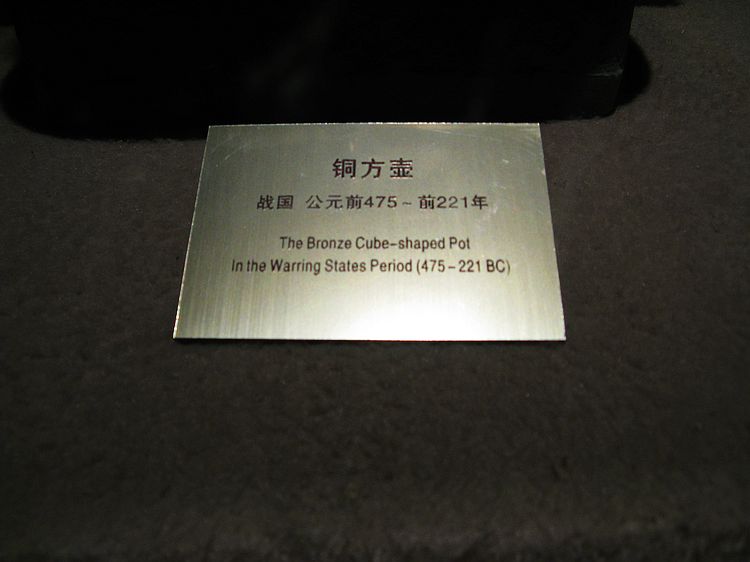 铜方壶
战国 公元前475~前221年
The Bronze Cube-shaped Pot
In the Warring States Period (475-221 BC)